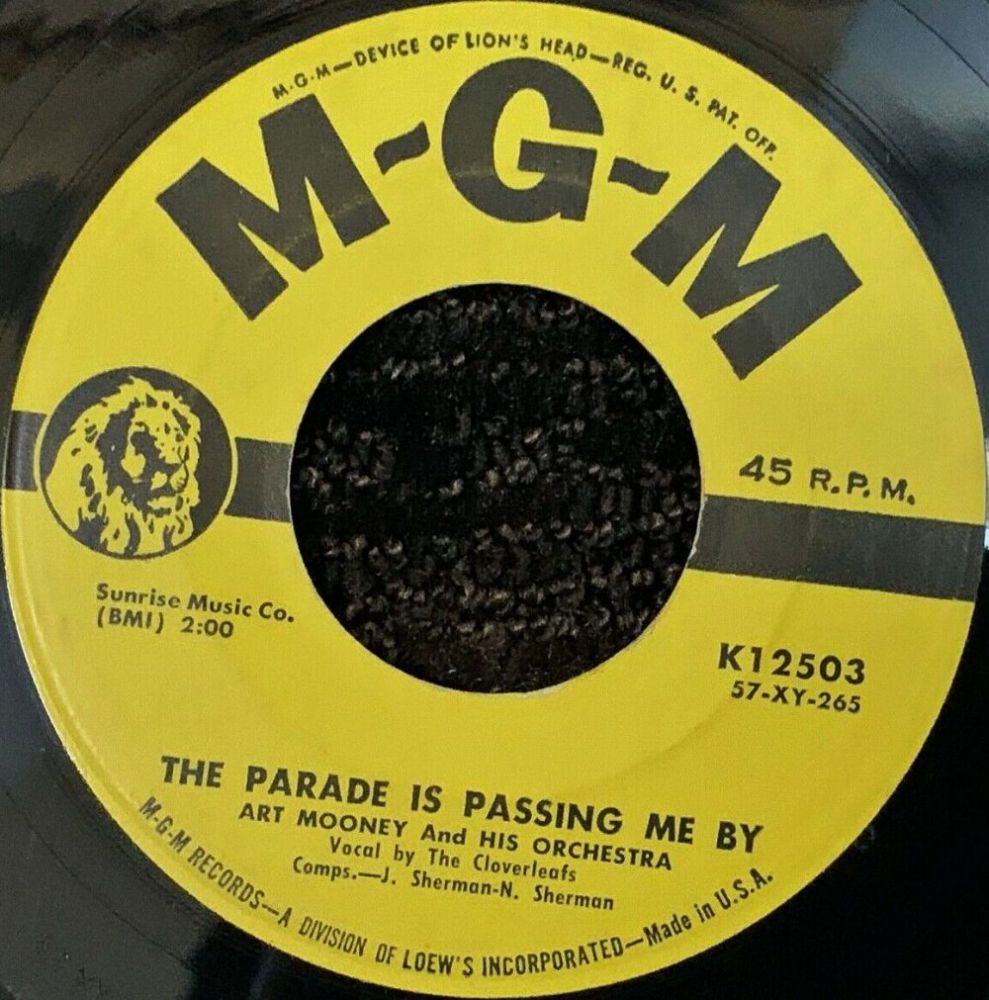 M-G-M—DEVICE OF LION'S HEAD—REG. U. S. PAT. OFF.
M-G-M
45 R.P.M.
Sunrise Music Co.
(BMI) 2:00
K12503
57-XY-265
THE PARADE IS PASSING ME BY
ART MOONEY And HIS ORCHESTRA
Vocal by The Cloverleafs
Comps.—J. Sherman-N. Sherman
M-G-M RECORDS—A DIVISION OF LOEW'S INCORPORATED—Made in U.S.A.